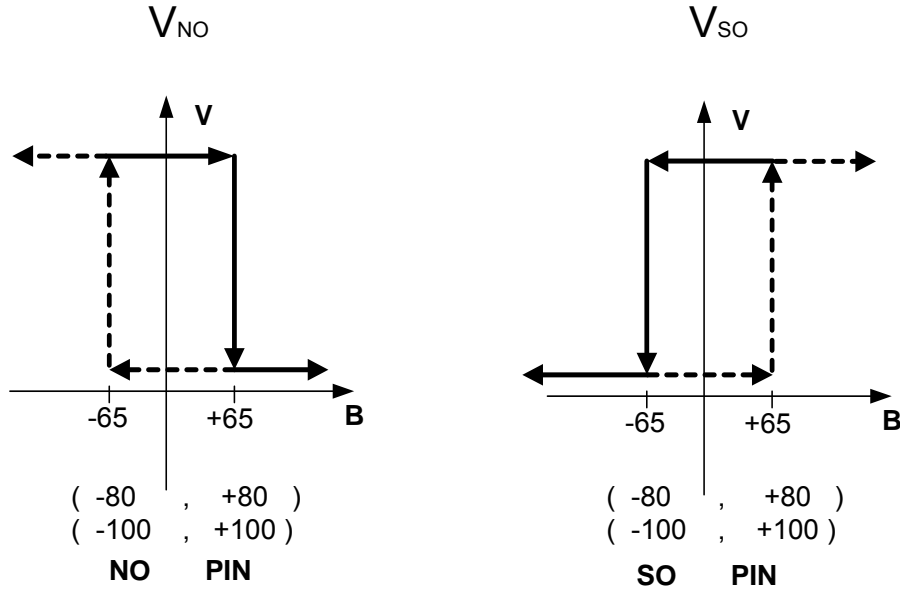 VNO
VSO
V
V
-65
+65
B
-65
+65
B
( -80 , +80 )
( -100 , +100 )
NO PIN
( -80 , +80 )
( -100 , +100 )
SO PIN